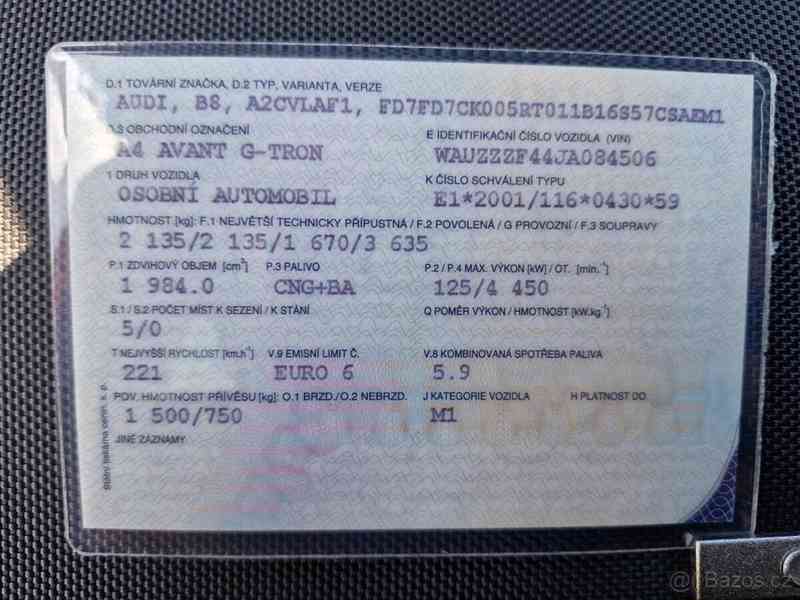 D.1 TOVÁRNÍ ZNAČKA, D.2 TYP, VARIANTA, VERZE
AUDI, B8, A2CVLAF1, FD7FD7CK005RT011B16S57CSAEM1
D.3 OBCHODNÍ OZNAČENÍ E IDENTIFIKAČNÍ ČÍSLO VOZIDLA (VIN)
A4 AVANT G-TRON WAUZZZF44JA084506
1 DRUH VOZIDLA K ČÍSLO SCHVÁLENÍ TYPU
OSOBNÍ AUTOMOBIL E1*2001/116*0430*59
HMOTNOST [kg]: F.1 NEJVĚTŠÍ TECHNICKY PŘÍPUSTNÁ / F.2 POVOLENÁ / G PROVOZNÍ / F.3 SOUPRAVY
2 135/2 135/1 670/3 635
P.1 ZDVIHOVÝ OBJEM [cm³] P.3 PALIVO P.2 / P.4 MAX. VÝKON [kW] / OT. [min.⁻¹]
1 984.0 CNG+BA 125/4 450
S.1 / S.2 POČET MÍST K SEZENÍ / K STÁNÍ Q POMĚR VÝKON / HMOTNOST [kW.kg⁻¹]
5/0
T NEJVYŠŠÍ RYCHLOST [km.h⁻¹] V.9 EMISNÍ LIMIT Č. V.8 KOMBINOVANÁ SPOTŘEBA PALIVA
221 EURO 6 5.9
POV. HMOTNOST PŘÍVĚSU [kg]: O.1 BRZD./O.2 NEBRZD. J KATEGORIE VOZIDLA H PLATNOST DO
1 500/750 M1
JINÉ ZÁZNAMY
Státní tiskárna cenin, s. p.
Bazos.cz